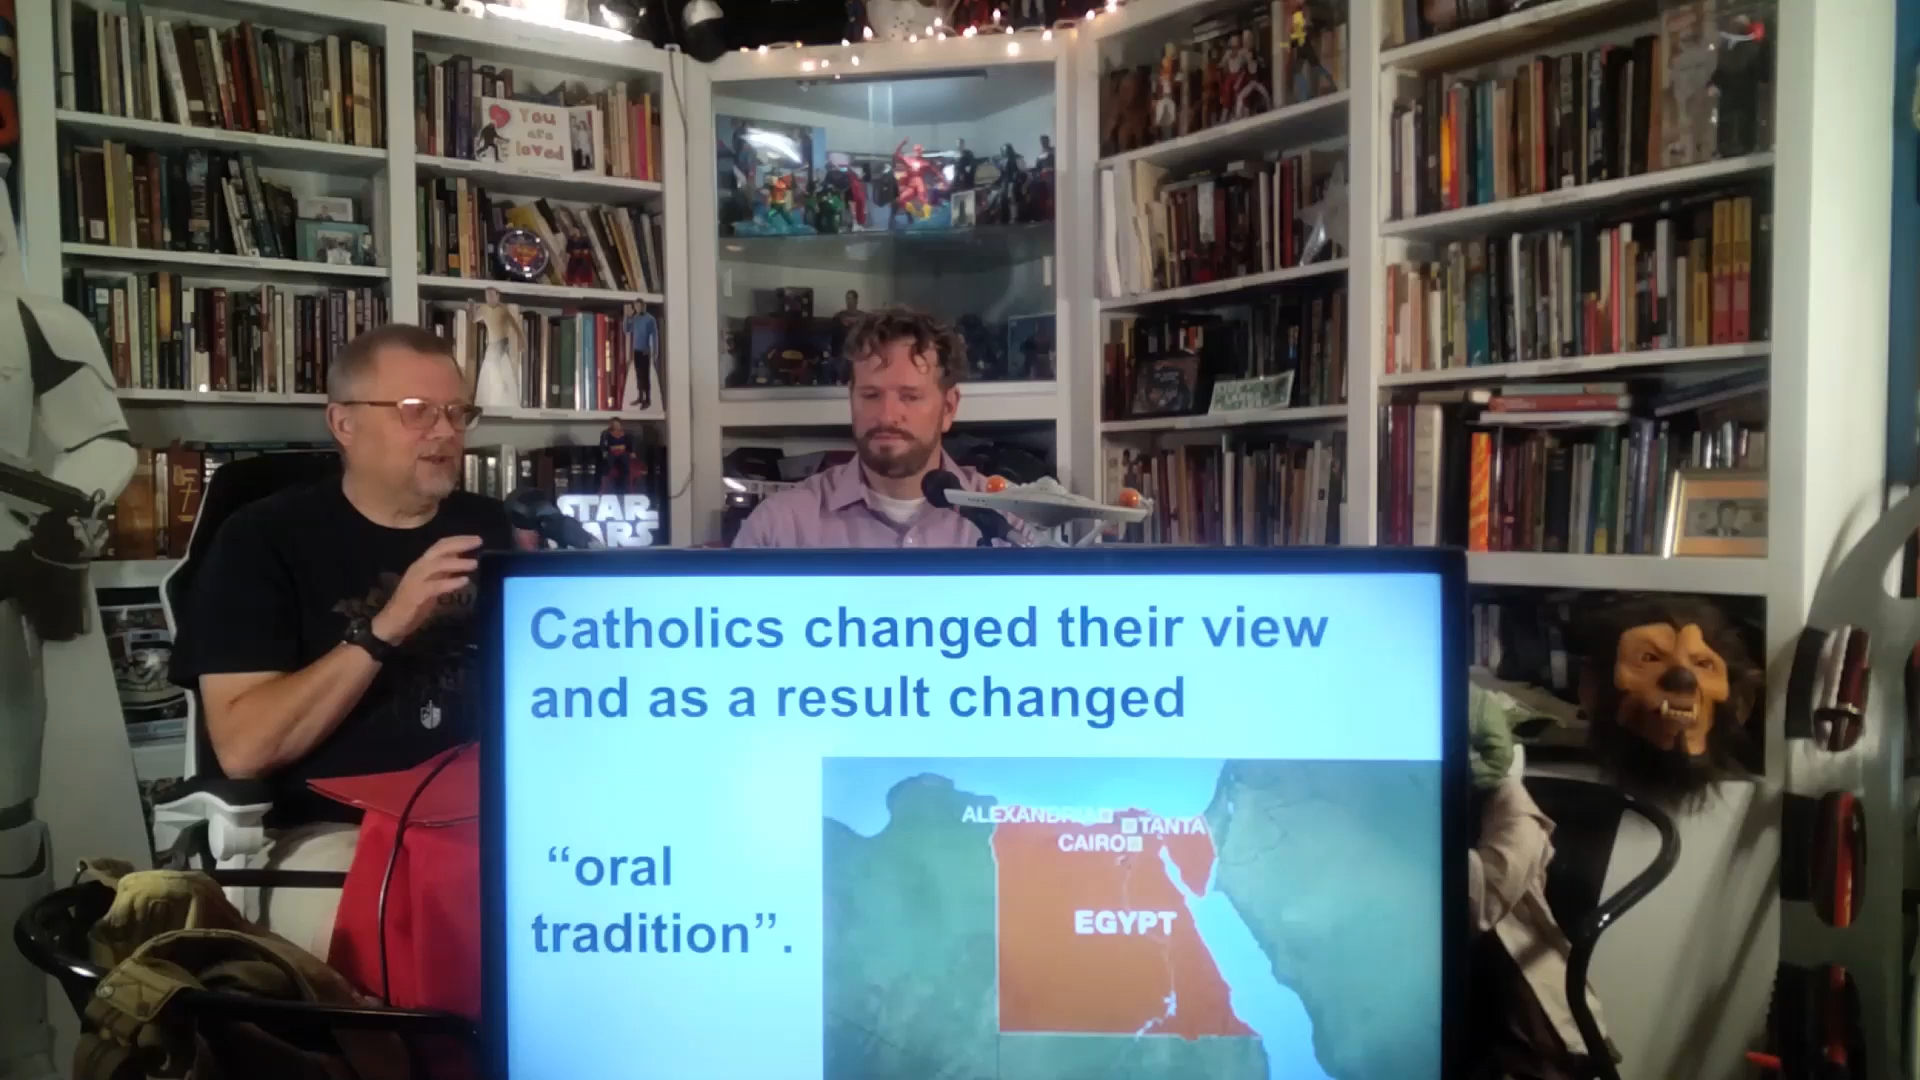 You
are
loved
STAR
WARS
Catholics changed their view
and as a result changed
“oral
tradition”.
ALEXANDRIA
TANTA
CAIRO
EGYPT